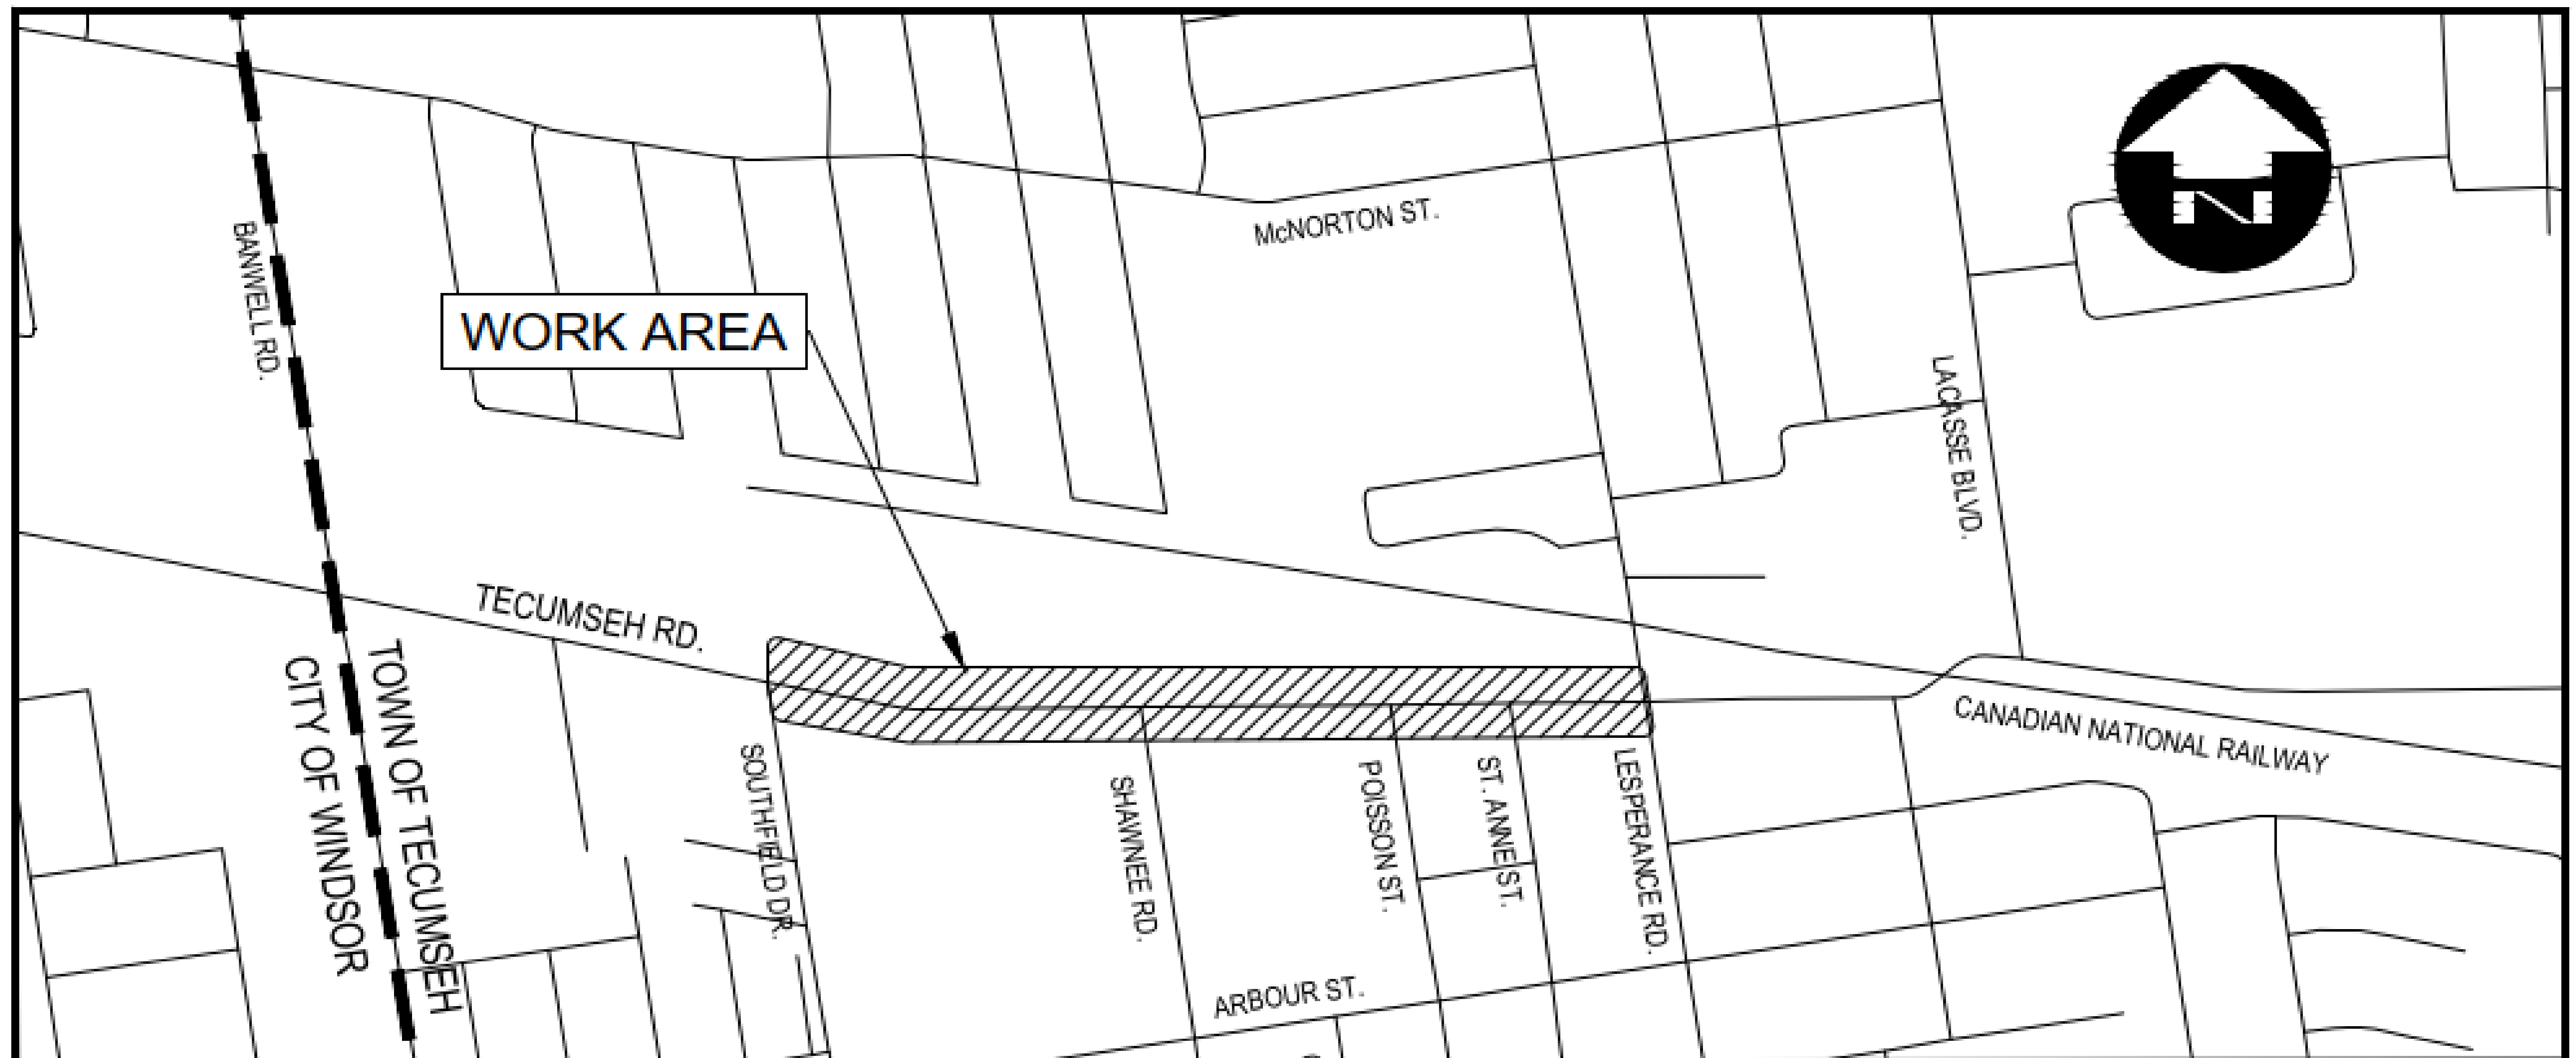 McNORTON ST.
BANWELL RD.
WORK AREA
LACASSE BLVD.
TECUMSEH RD.
TOWN OF TECUMSEH
CITY OF WINDSOR
CANADIAN NATIONAL RAILWAY
SOUTHFIELD DR.
SHAWNEE RD.
POISSON ST.
ST. ANNE ST.
LESPERANCE RD.
ARBOUR ST.
N